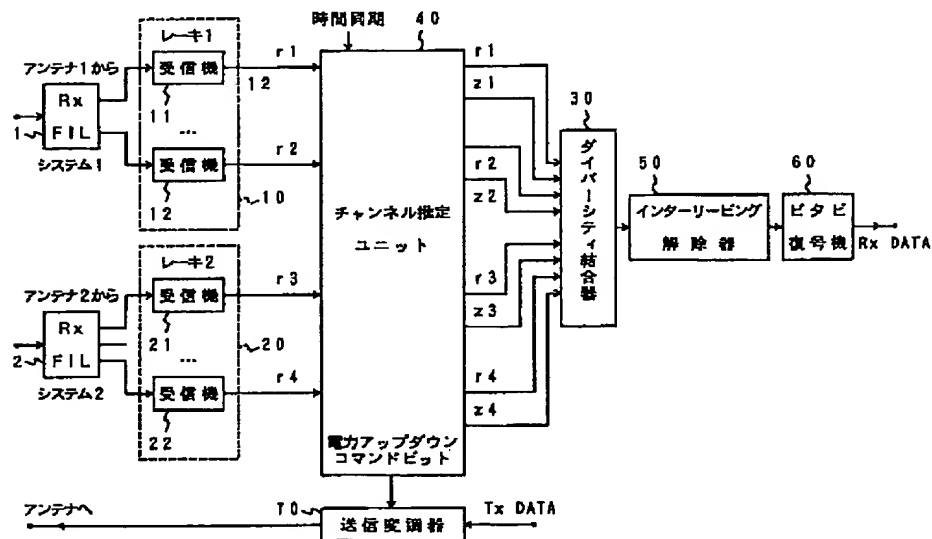 時間同期
40
レーキ1
アンテナ1から
受信機
r1
12
11
Rx
FIL
1
システム1
...
受信機
r2
12
10
レーキ2
アンテナ2から
受信機
r3
21
20
Rx
FIL
2
システム2
...
受信機
r4
22
チャンネル推定
ユニット
電力アップダウン
コマンドビット
r1
z1
r2
z2
r3
z3
r4
z4
30
ダイバーシティ結合器
50
インターリービング
解除器
60
ビタビ
復号機
Rx DATA
アンテナへ
70
送信変調器
Tx DATA